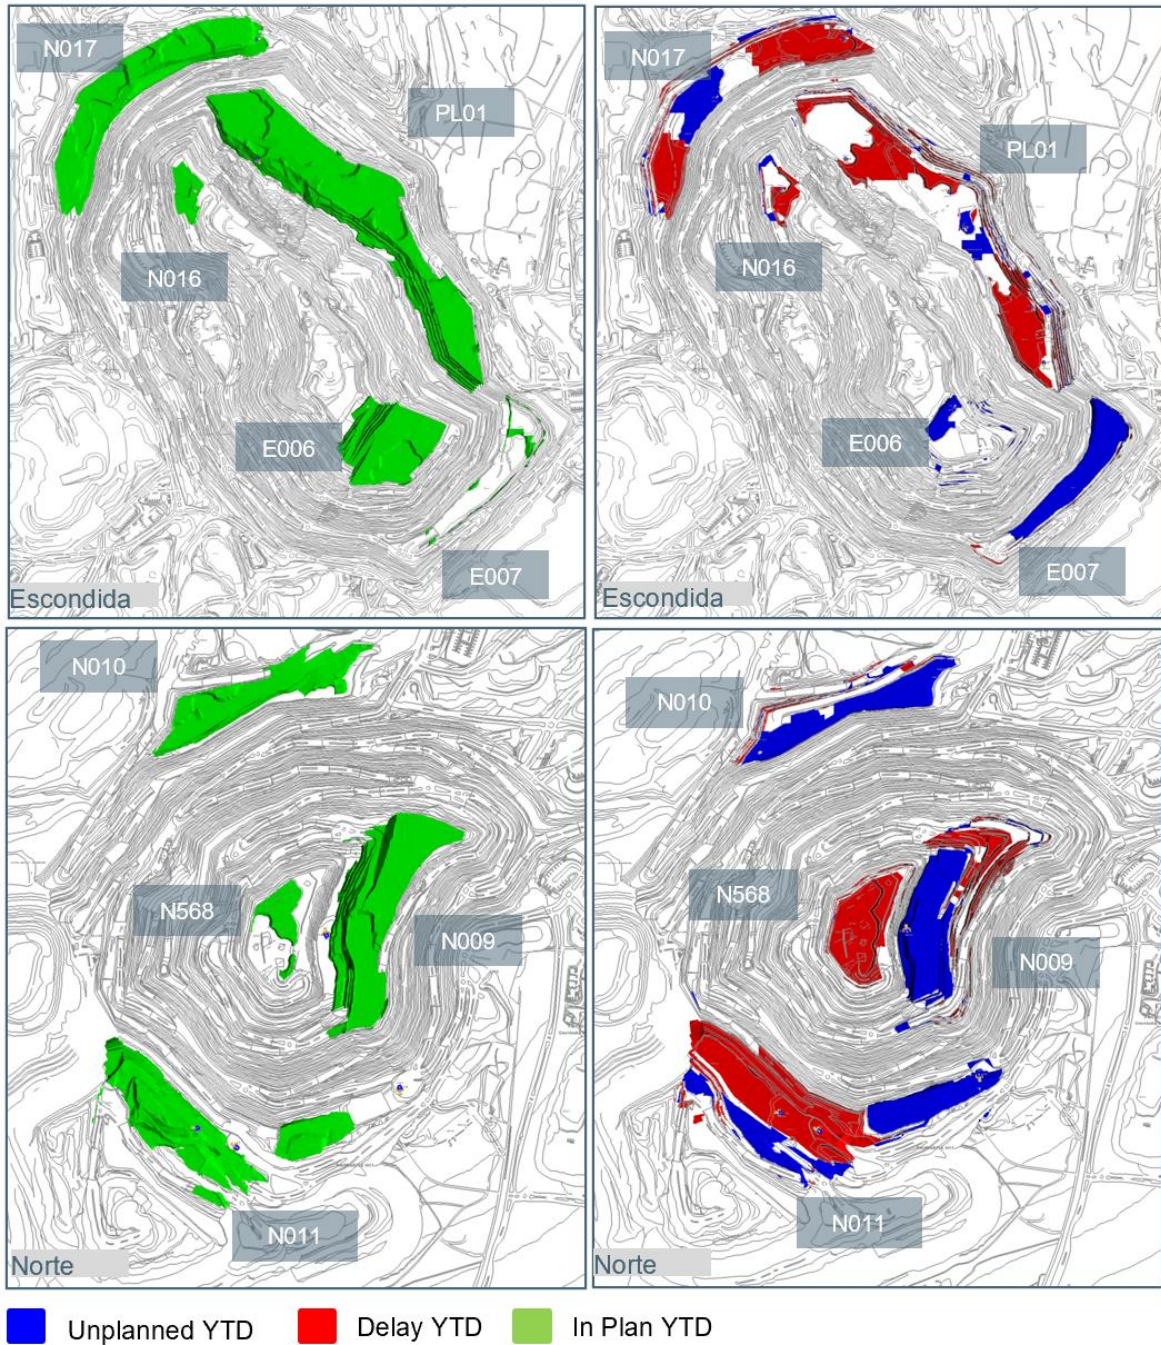 N017
PL01
N016
E006
E007
Escondida
N017
PL01
N016
E006
E007
Escondida
N010
N568
N009
N011
Norte
N010
N568
N009
N011
Norte
Unplanned YTD
Delay YTD
In Plan YTD